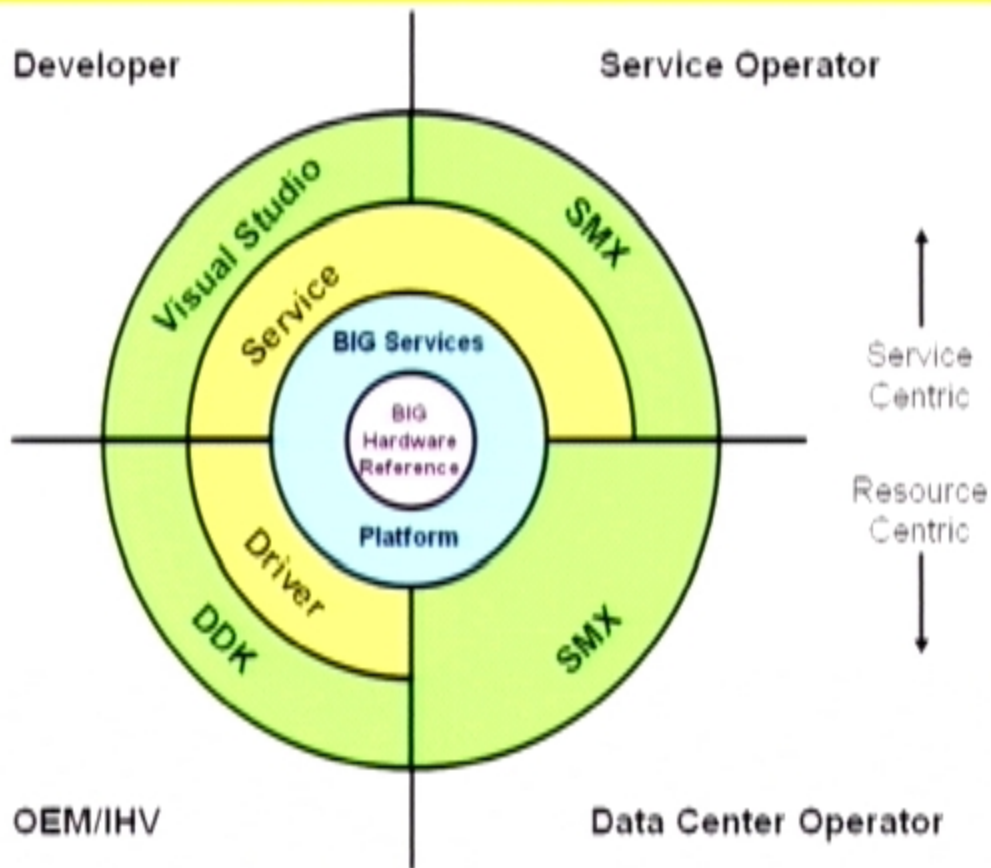 Developer
Service Operator
Visual Studio
SMX
Service
BIG Services
BIG
Hardware
Reference
Platform
Service
Centric
Resource
Centric
Driver
DDK
SMX
OEM/IHV
Data Center Operator